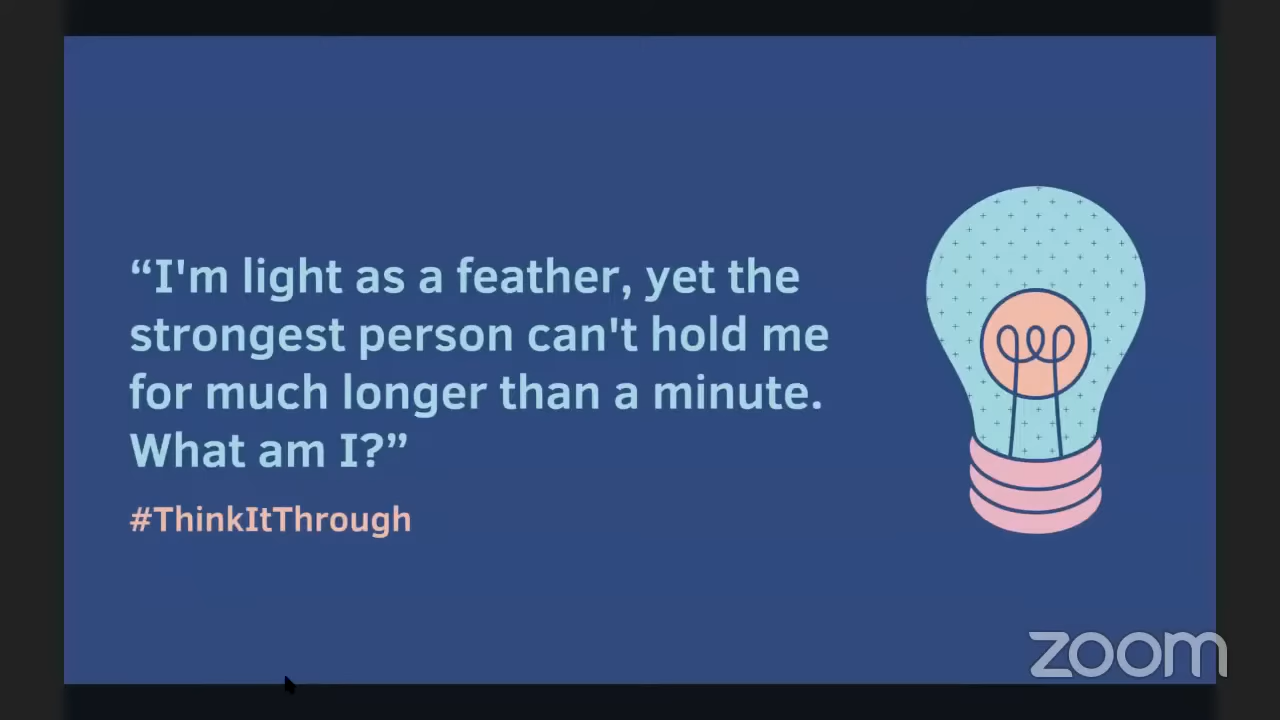 “I'm light as a feather, yet the
strongest person can't hold me
for much longer than a minute.
What am I?”
#ThinkItThrough
zoom